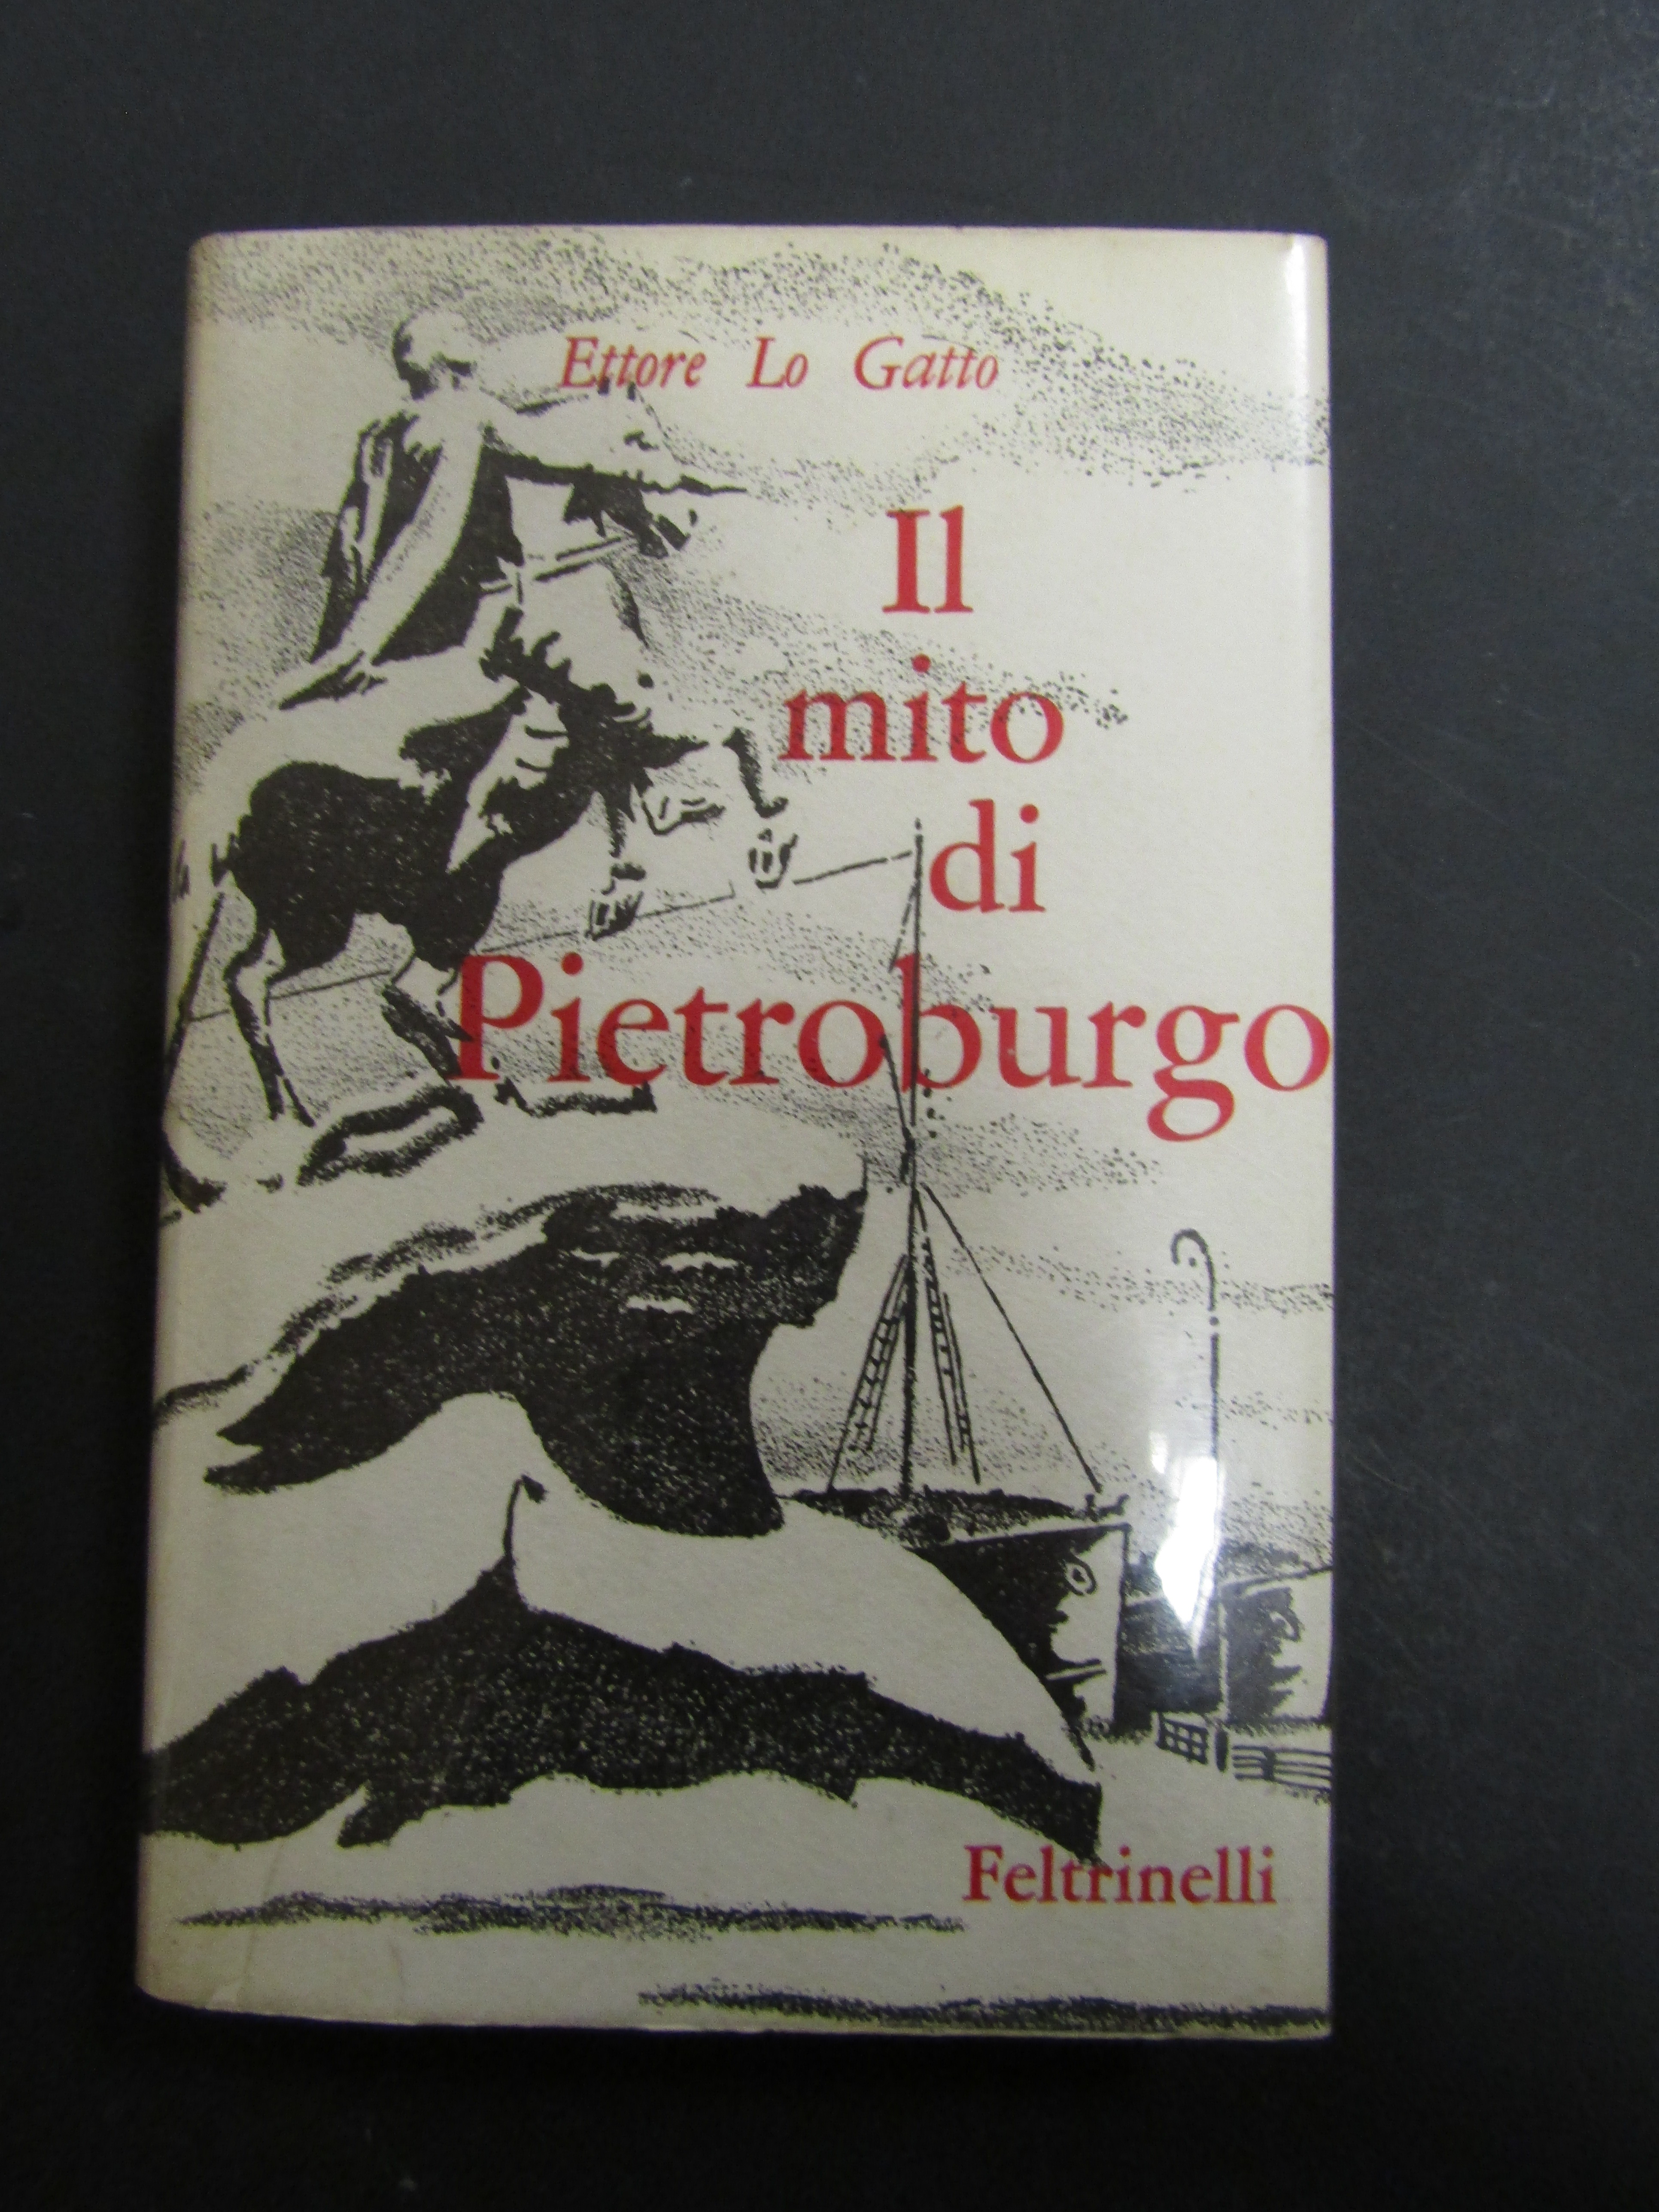 Ettore Lo Gatto
Il
mito
di
Pietroburgo
Feltrinelli